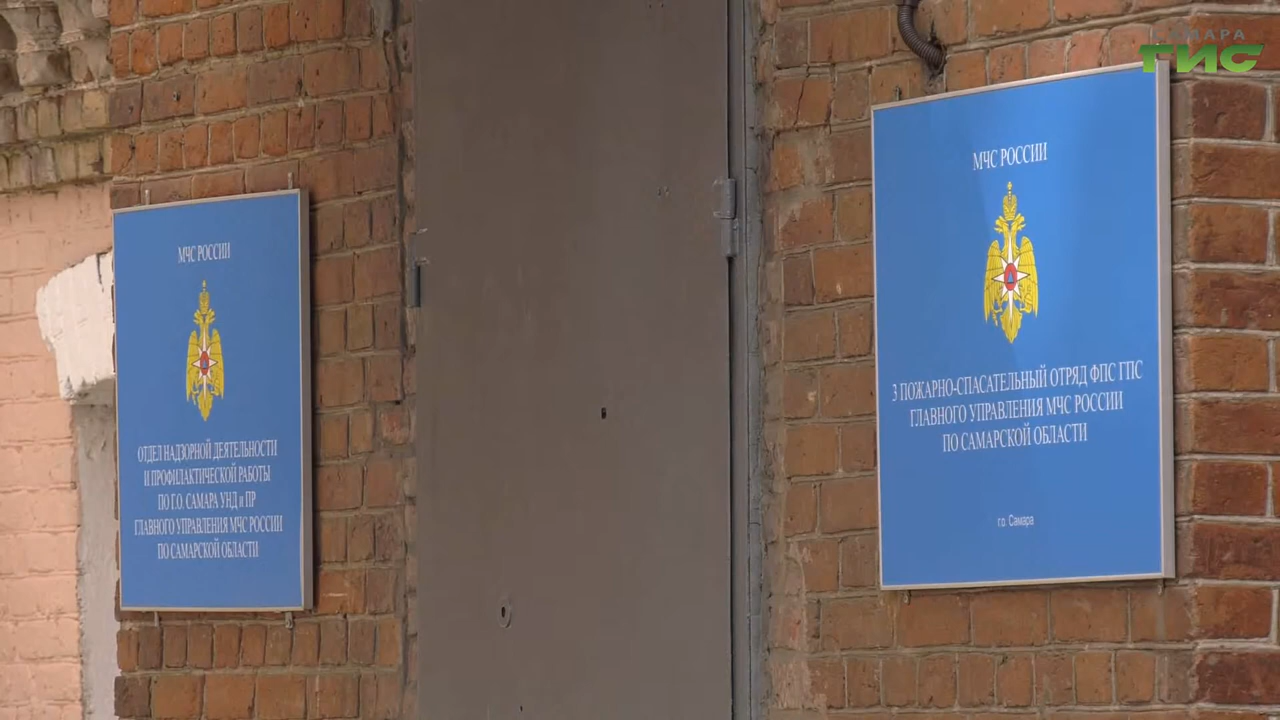 САМАРА
ГИС
МЧС РОССИИ
ОТДЕЛ НАДЗОРНОЙ ДЕЯТЕЛЬНОСТИ
И ПРОФИЛАКТИЧЕСКОЙ РАБОТЫ
ПО Г.О. САМАРА УНД и ПР
ГЛАВНОГО УПРАВЛЕНИЯ МЧС РОССИИ
ПО САМАРСКОЙ ОБЛАСТИ
МЧС РОССИИ
3 ПОЖАРНО-СПАСАТЕЛЬНЫЙ ОТРЯД ФПС ГПС
ГЛАВНОГО УПРАВЛЕНИЯ МЧС РОССИИ
ПО САМАРСКОЙ ОБЛАСТИ
г.о. Самара